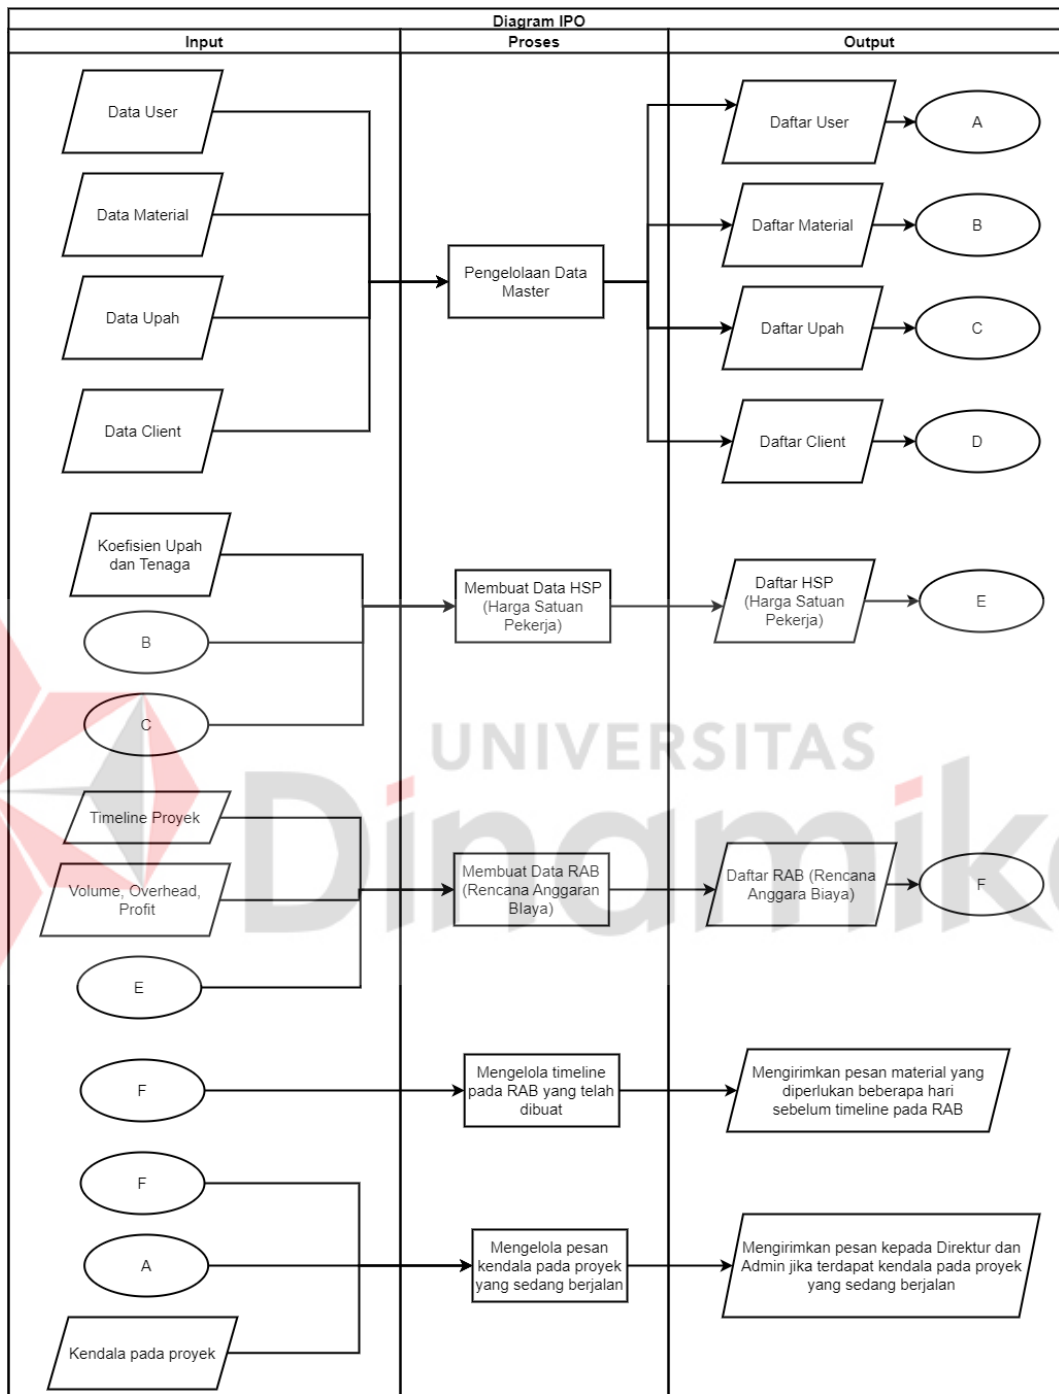 Diagram IPO
Input
Proses
Output
Data User
Daftar User
A
Data Material
Daftar Material
B
Pengelolaan Data
Master
Data Upah
Daftar Upah
C
Data Client
Daftar Client
D
Koefisien Upah
dan Tenaga
B
C
Membuat Data HSP
(Harga Satuan
Pekerja)
Daftar HSP
(Harga Satuan
Pekerja)
E
UNIVERSITAS
Dinamika
Timeline Proyek
Volume, Overhead,
Profit
E
Membuat Data RAB
(Rencana Anggaran
BIaya)
Daftar RAB (Rencana
Anggara Biaya)
F
F
Mengelola timeline
pada RAB yang telah
dibuat
Mengirimkan pesan material yang
diperlukan beberapa hari
sebelum timeline pada RAB
F
A
Kendala pada proyek
Mengelola pesan
kendala pada proyek
yang sedang berjalan
Mengirimkan pesan kepada Direktur dan
Admin jika terdapat kendala pada proyek
yang sedang berjalan